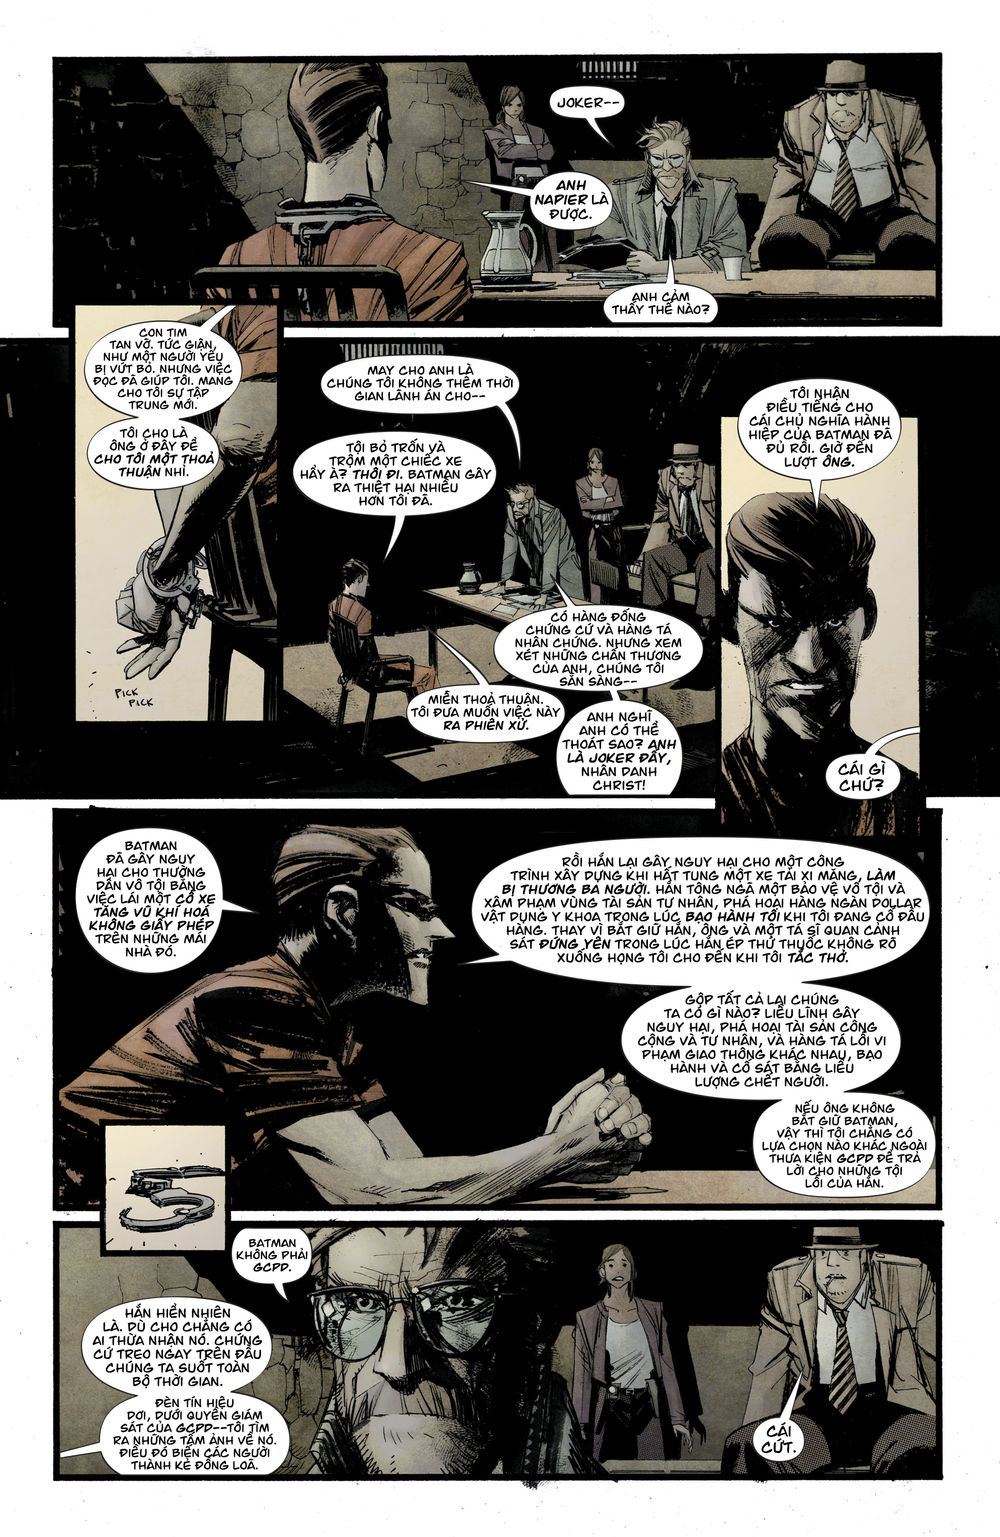 JOKER--
ANH
NAPIER LÀ
ĐƯỢC.
ANH CẢM
THẤY THẾ NÀO?
CON TIM
TAN VỠ. TỨC GIẬN,
NHƯ MỘT NGƯỜI YÊU
BỊ VỨT BỎ. NHƯNG VIỆC
ĐỌC ĐÃ GIÚP TÔI. MANG
CHO TÔI SỰ TẬP
TRUNG MỚI.
TÔI CHO LÀ
ÔNG Ở ĐÂY ĐỂ
CHO TÔI MỘT THOẢ
THUẬN NHỈ.
PICK
PICK
MAY CHO ANH LÀ
CHÚNG TÔI KHÔNG THÊM THỜI
GIAN LÃNH ÁN CHO--
TỘI BỎ TRỐN VÀ
TRỘM MỘT CHIẾC XE
HẨY À? THÔI ĐI. BATMAN GÂY
RA THIỆT HẠI NHIỀU
HƠN TÔI ĐÃ.
CÓ HÀNG ĐỐNG
CHỨNG CỨ VÀ HÀNG TÁ
NHÂN CHỨNG. NHƯNG XEM
XÉT NHỮNG CHẤN THƯƠNG
CỦA ANH, CHÚNG TÔI
SẴN SÀNG--
MIỄN THOẢ THUẬN.
TÔI ĐƯA MUỐN VIỆC NÀY
RA PHIÊN XỬ.
ANH NGHĨ
ANH CÓ THỂ
THOÁT SAO? ANH
LÀ JOKER ĐẤY,
NHÂN DANH
CHRIST!
TÔI NHẬN
ĐIỀU TIẾNG CHO
CÁI CHỦ NGHĨA HÀNH
HIỆP CỦA BATMAN ĐÃ
ĐỦ RỒI. GIỜ ĐẾN
LƯỢT ÔNG.
CÁI GÌ
CHỨ?
BATMAN
ĐÃ GÂY NGUY
HẠI CHO THƯỜNG
DÂN VÔ TỘI BẰNG
VIỆC LÁI MỘT CỖ XE
TĂNG VŨ KHÍ HOÁ
KHÔNG GIẤY PHÉP
TRÊN NHỮNG MÁI
NHÀ ĐÓ.
RỒI HẮN LẠI GÂY NGUY HẠI CHO MỘT CÔNG
TRÌNH XÂY DỰNG KHI HẤT TUNG MỘT XE TẢI XI MĂNG, LÀM
BỊ THƯƠNG BA NGƯỜI. HẮN TÔNG NGÃ MỘT BẢO VỆ VÔ TỘI VÀ
XÂM PHẠM VÙNG TÀI SẢN TƯ NHÂN, PHÁ HOẠI HÀNG NGÀN DOLLAR
VẬT DỤNG Y KHOA TRONG LÚC BẠO HÀNH TÔI KHI TÔI ĐANG CỐ ĐẦU
HÀNG. THAY VÌ BẮT GIỮ HẮN, ÔNG VÀ MỘT TÁ SĨ QUAN CẢNH
SÁT ĐỨNG YÊN TRONG LÚC HẮN ÉP THỨ THUỐC KHÔNG RÕ
XUỐNG HỌNG TÔI CHO ĐẾN KHI TÔI TẮC THỞ.
GỘP TẤT CẢ LẠI CHÚNG
TA CÓ GÌ NÀO? LIỀU LĨNH GÂY
NGUY HẠI, PHÁ HOẠI TÀI SẢN CÔNG
CỘNG VÀ TƯ NHÂN, VÀ HÀNG TÁ LỖI VI
PHẠM GIAO THÔNG KHÁC NHAU, BẠO
HÀNH VÀ CỐ SÁT BẰNG LIỀU
LƯỢNG CHẾT NGƯỜI.
NẾU ÔNG KHÔNG
BẮT GIỮ BATMAN,
VẬY THÌ TÔI CHẲNG CÓ
LỰA CHỌN NÀO KHÁC NGOÀI
THƯA KIỆN GCPD ĐỂ TRẢ
LỜI CHO NHỮNG TỘI
LỖI CỦA HẮN.
BATMAN
KHÔNG PHẢI
GCPD.
HẮN HIỂN NHIÊN
LÀ. DÙ CHO CHẲNG CÓ
AI THỪA NHẬN NÓ. CHỨNG
CỨ TREO NGAY TRÊN ĐẦU
CHÚNG TA SUỐT TOÀN
BỘ THỜI GIAN.
ĐÈN TÍN HIỆU
DƠI, DƯỚI QUYỀN GIÁM
SÁT CỦA GCPD--TÔI TÌM
RA NHỮNG TẤM ẢNH VỀ NÓ.
ĐIỀU ĐÓ BIẾN CÁC NGƯỜI
THÀNH KẺ ĐỒNG LOÃ.
CÁI
CỨT.